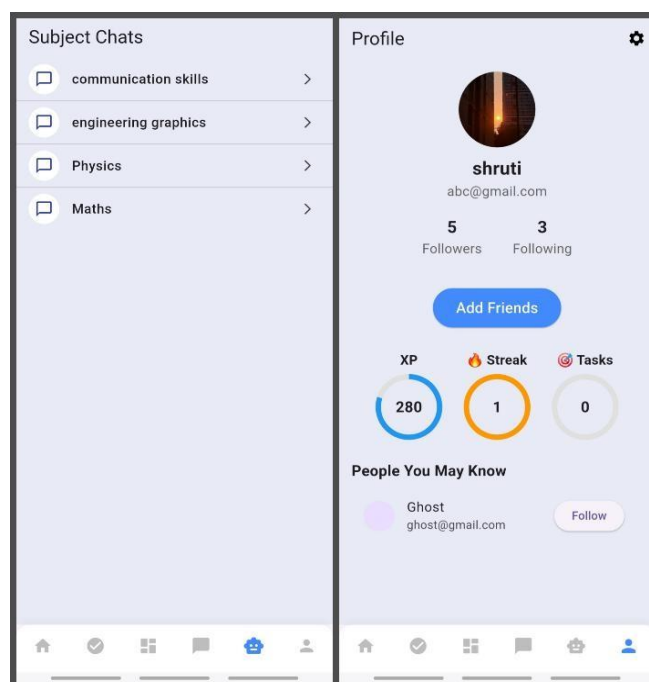 Subject Chats
communication skills
engineering graphics
Physics
Maths
Profile
shruti
abc@gmail.com
5 3
Followers Following
Add Friends
XP 🔥 Streak 🎯 Tasks
280 1 0
People You May Know
Ghost
ghost@gmail.com
Follow